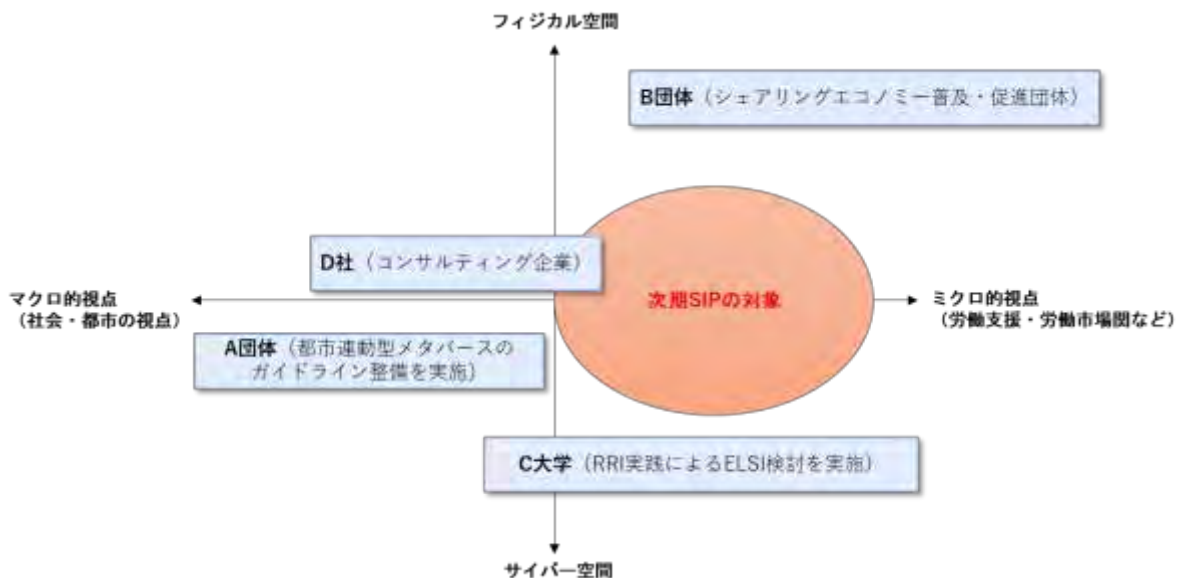 フィジカル空間
B団体（シェアリングエコノミー普及・促進団体）
D社（コンサルティング企業）
次期SIPの対象
マクロ的視点
（社会・都市の視点）
ミクロ的視点
（労働支援・労働市場関など）
A団体（都市連動型メタバースの
ガイドライン整備を実施）
C大学（RRI実践によるELSI検討を実施）
サイバー空間